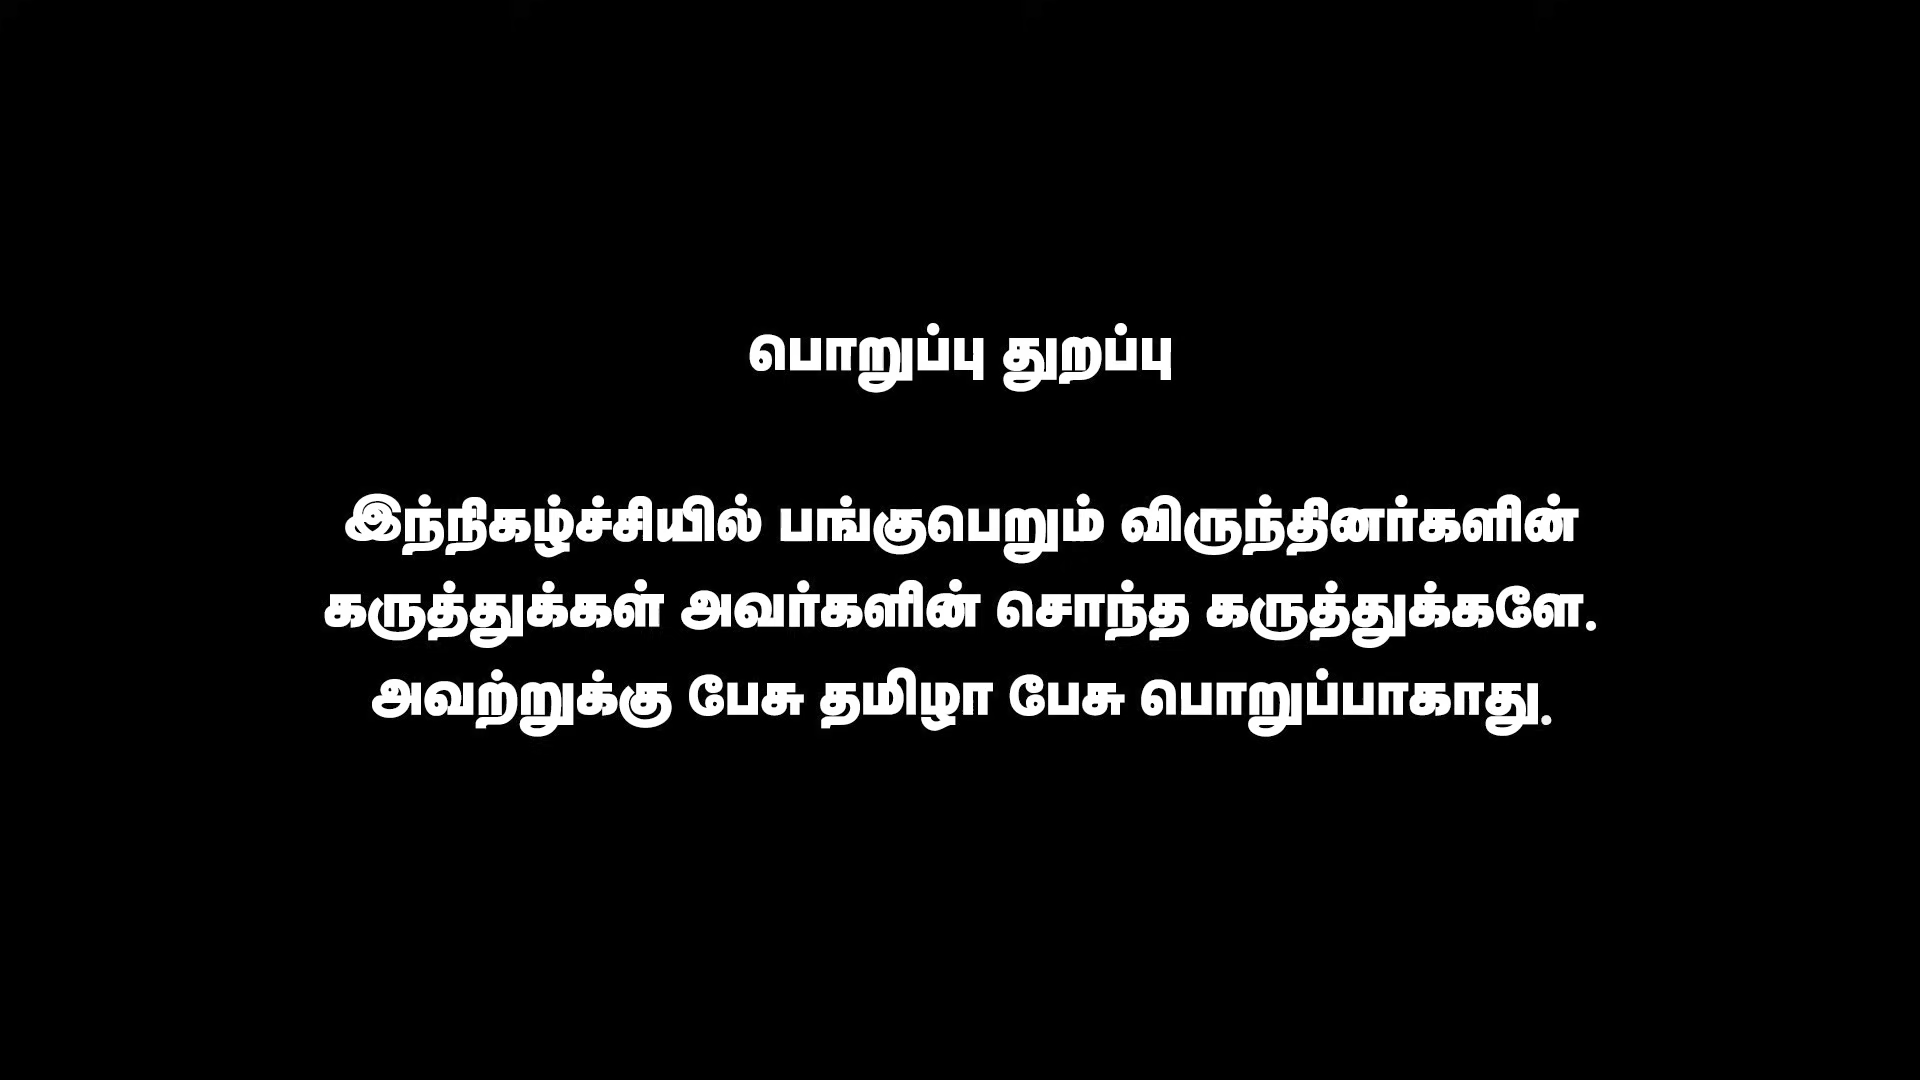 பொறுப்பு துறப்பு
இந்நிகழ்ச்சியில் பங்குபெறும் விருந்தினர்களின்
கருத்துக்கள் அவர்களின் சொந்த கருத்துக்களே.
அவற்றுக்கு பேசு தமிழா பேசு பொறுப்பாகாது.